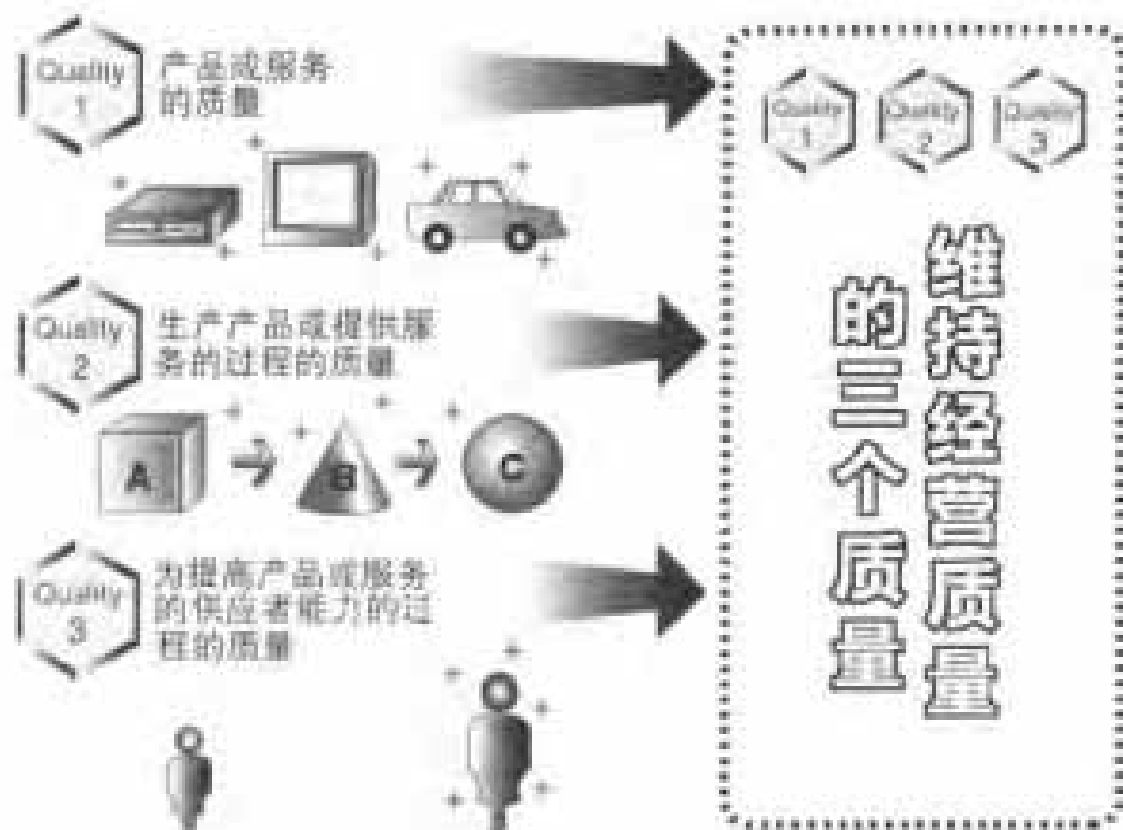 Quality
1
产品或服务
的质量
Quality
2
生产产品或提供服
务的过程的质量
A
B
C
Quality
3
为提高产品或服务
的供应者能力的过
程的质量
Quality
1
Quality
2
Quality
3
维持经营质量
的三个质量